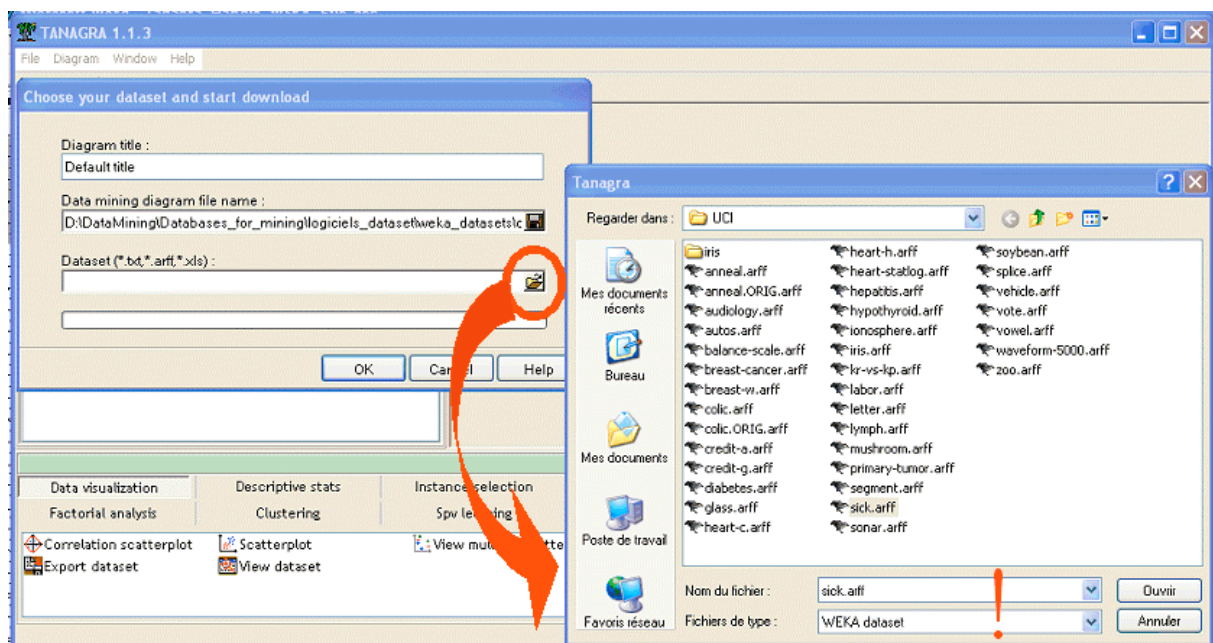 TANAGRA 1.1.3
File Diagram Window Help
Choose your dataset and start download
Diagram title :
Default title
Data mining diagram file name :
D:\DataMining\Databases_for_mining\logiciels_dataset\weka_datasets\c
Dataset (*.txt,*.arff,*.xls) :
OK Help
Data visualization Descriptive stats Instance selection
Factorial analysis Clustering
Correlation scatterplot Scatterplot
Export dataset View dataset
Tanagra
Regarder dans : UCI
Mes documents récents
Bureau
Mes documents
Poste de travail
Favoris réseau
iris
anneal.arff
anneal.ORIG.arff
audiology.arff
autos.arff
balance-scale.arff
breast-cancer.arff
breast-w.arff
colic.arff
colic.ORIG.arff
credit-a.arff
credit-g.arff
diabetes.arff
glass.arff
heart-c.arff
heart-h.arff
heart-statlog.arff
hepatitis.arff
hypothyroid.arff
ionosphere.arff
iris.arff
kr-vs-kp.arff
labor.arff
letter.arff
lymph.arff
mushroom.arff
primary-tumor.arff
segment.arff
sick.arff
sonar.arff
soybean.arff
splice.arff
vehicle.arff
vote.arff
vowel.arff
waveform-5000.arff
zoo.arff
Nom du fichier : sick.arff Ouvrir
Fichiers de type : WEKA dataset ! Annuler